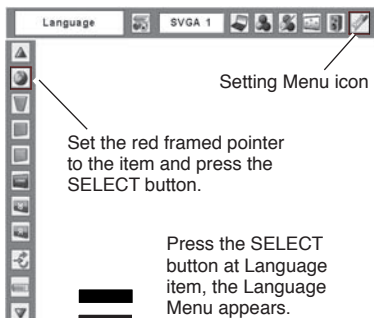 Language
SVGA 1
Setting Menu icon
Set the red framed pointer
to the item and press the
SELECT button.
Press the SELECT
button at Language
item, the Language
Menu appears.